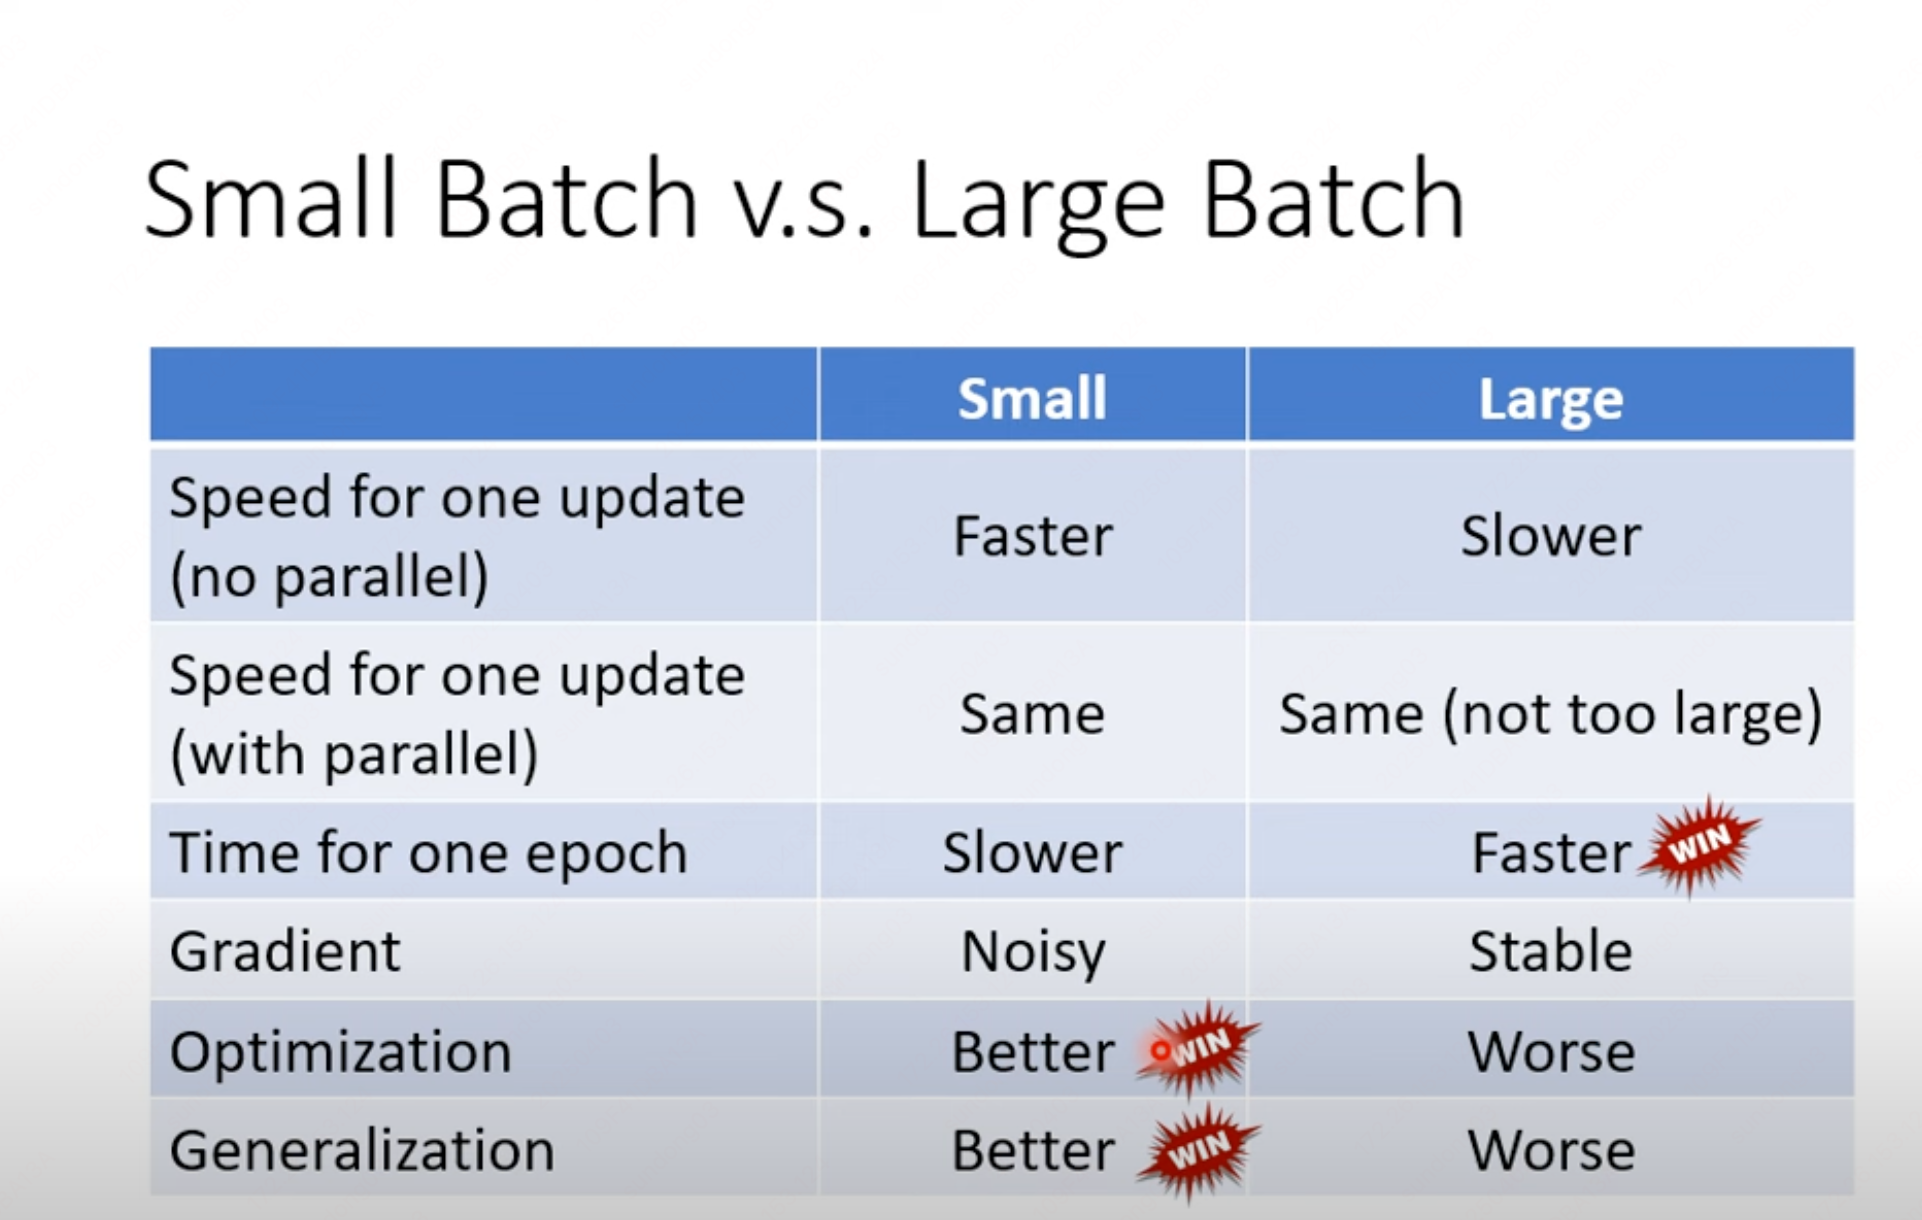 Small Batch v.s. Large Batch
Small Large
Speed for one update
(no parallel) Faster Slower
Speed for one update
(with parallel) Same Same (not too large)
Time for one epoch Slower Faster WIN
Gradient Noisy Stable
Optimization Better WIN Worse
Generalization Better WIN Worse